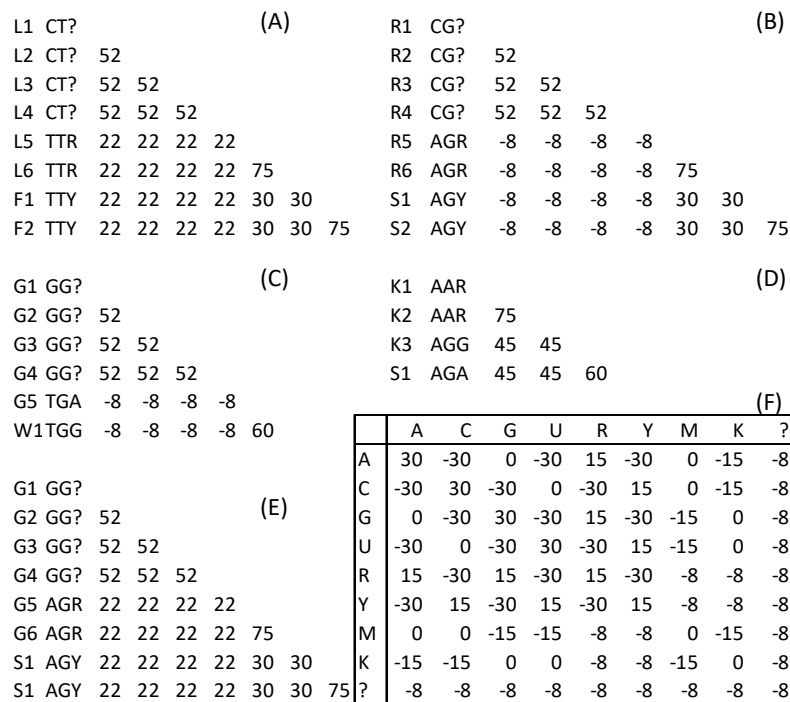 (A)
L1 CT?
L2 CT? 52
L3 CT? 52 52
L4 CT? 52 52 52
L5 TTR 22 22 22 22
L6 TTR 22 22 22 22 75
F1 TTY 22 22 22 22 30 30
F2 TTY 22 22 22 22 30 30 75
(B)
R1 CG?
R2 CG? 52
R3 CG? 52 52
R4 CG? 52 52 52
R5 AGR -8 -8 -8 -8
R6 AGR -8 -8 -8 -8 75
S1 AGY -8 -8 -8 -8 30 30
S2 AGY -8 -8 -8 -8 30 30 75
(C)
G1 GG?
G2 GG? 52
G3 GG? 52 52
G4 GG? 52 52 52
G5 TGA -8 -8 -8 -8
W1TGG -8 -8 -8 -8 60
(D)
K1 AAR
K2 AAR 75
K3 AGG 45 45
S1 AGA 45 45 60
(E)
G1 GG?
G2 GG? 52
G3 GG? 52 52
G4 GG? 52 52 52
G5 AGR 22 22 22 22
G6 AGR 22 22 22 22 75
S1 AGY 22 22 22 22 30 30
S1 AGY 22 22 22 22 30 30 75
(F)
A C G U R Y M K ?
A 30 -30 0 -30 15 -30 0 -15 -8
C -30 30 -30 0 -30 15 0 -15 -8
G 0 -30 30 -30 15 -30 -15 0 -8
U -30 0 -30 30 -30 15 -15 0 -8
R 15 -30 15 -30 15 -30 -8 -8 -8
Y -30 15 -30 15 -30 15 -8 -8 -8
M 0 0 -15 -15 -8 -8 0 -15 -8
K -15 -15 0 0 -8 -8 -15 0 -8
? -8 -8 -8 -8 -8 -8 -8 -8 -8